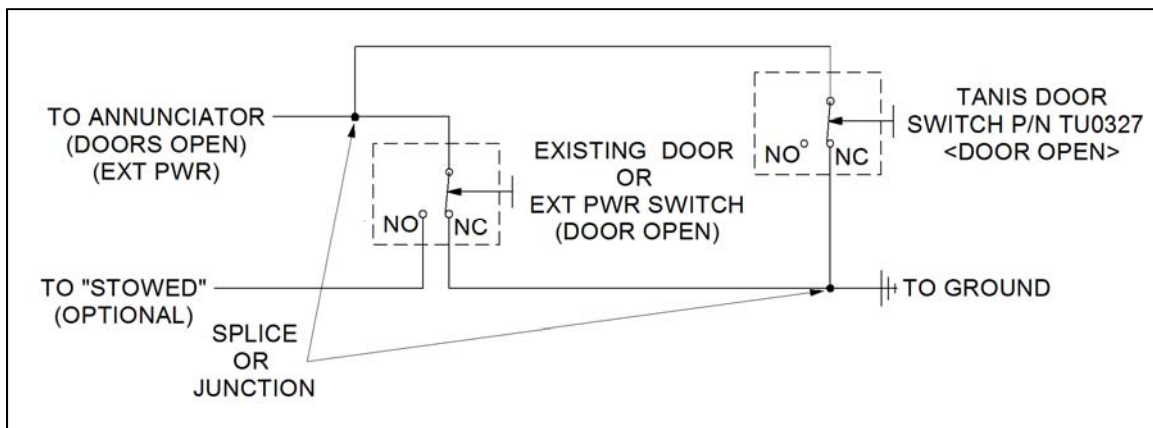 TO ANNUNCIATOR
(DOORS OPEN)
(EXT PWR)
TANIS DOOR
SWITCH P/N TU0327
<DOOR OPEN>
NO
NC
EXISTING DOOR
OR
EXT PWR SWITCH
(DOOR OPEN)
NO
NC
TO "STOWED"
(OPTIONAL)
TO GROUND
SPLICE
OR
JUNCTION